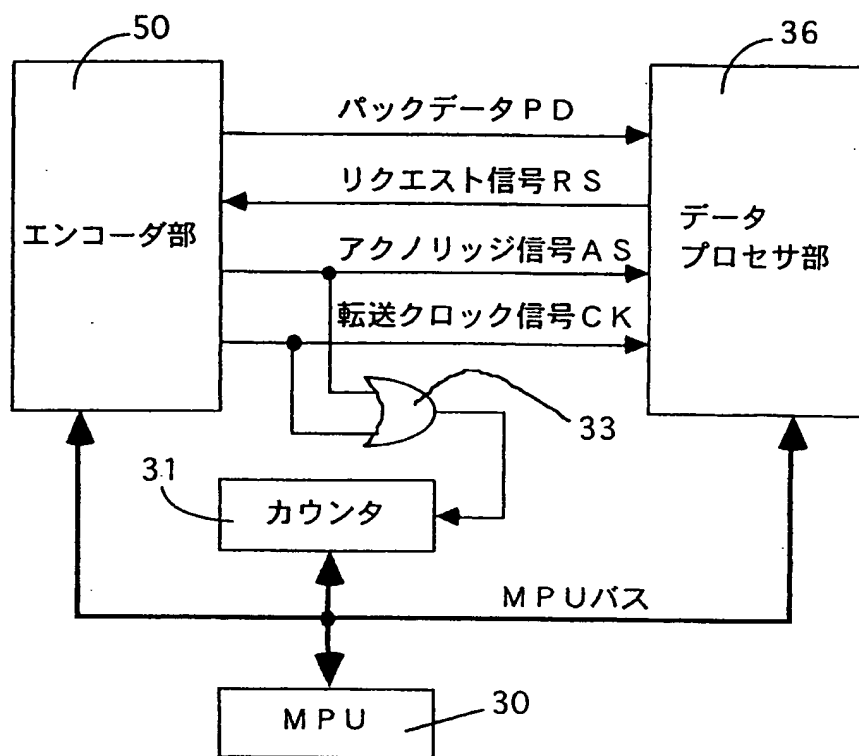 50
36
パックデータＰＤ
リクエスト信号ＲＳ
エンコーダ部
データ
プロセサ部
アクノリッジ信号ＡＳ
転送クロック信号ＣＫ
33
31
カウンタ
ＭＰＵバス
ＭＰＵ
30